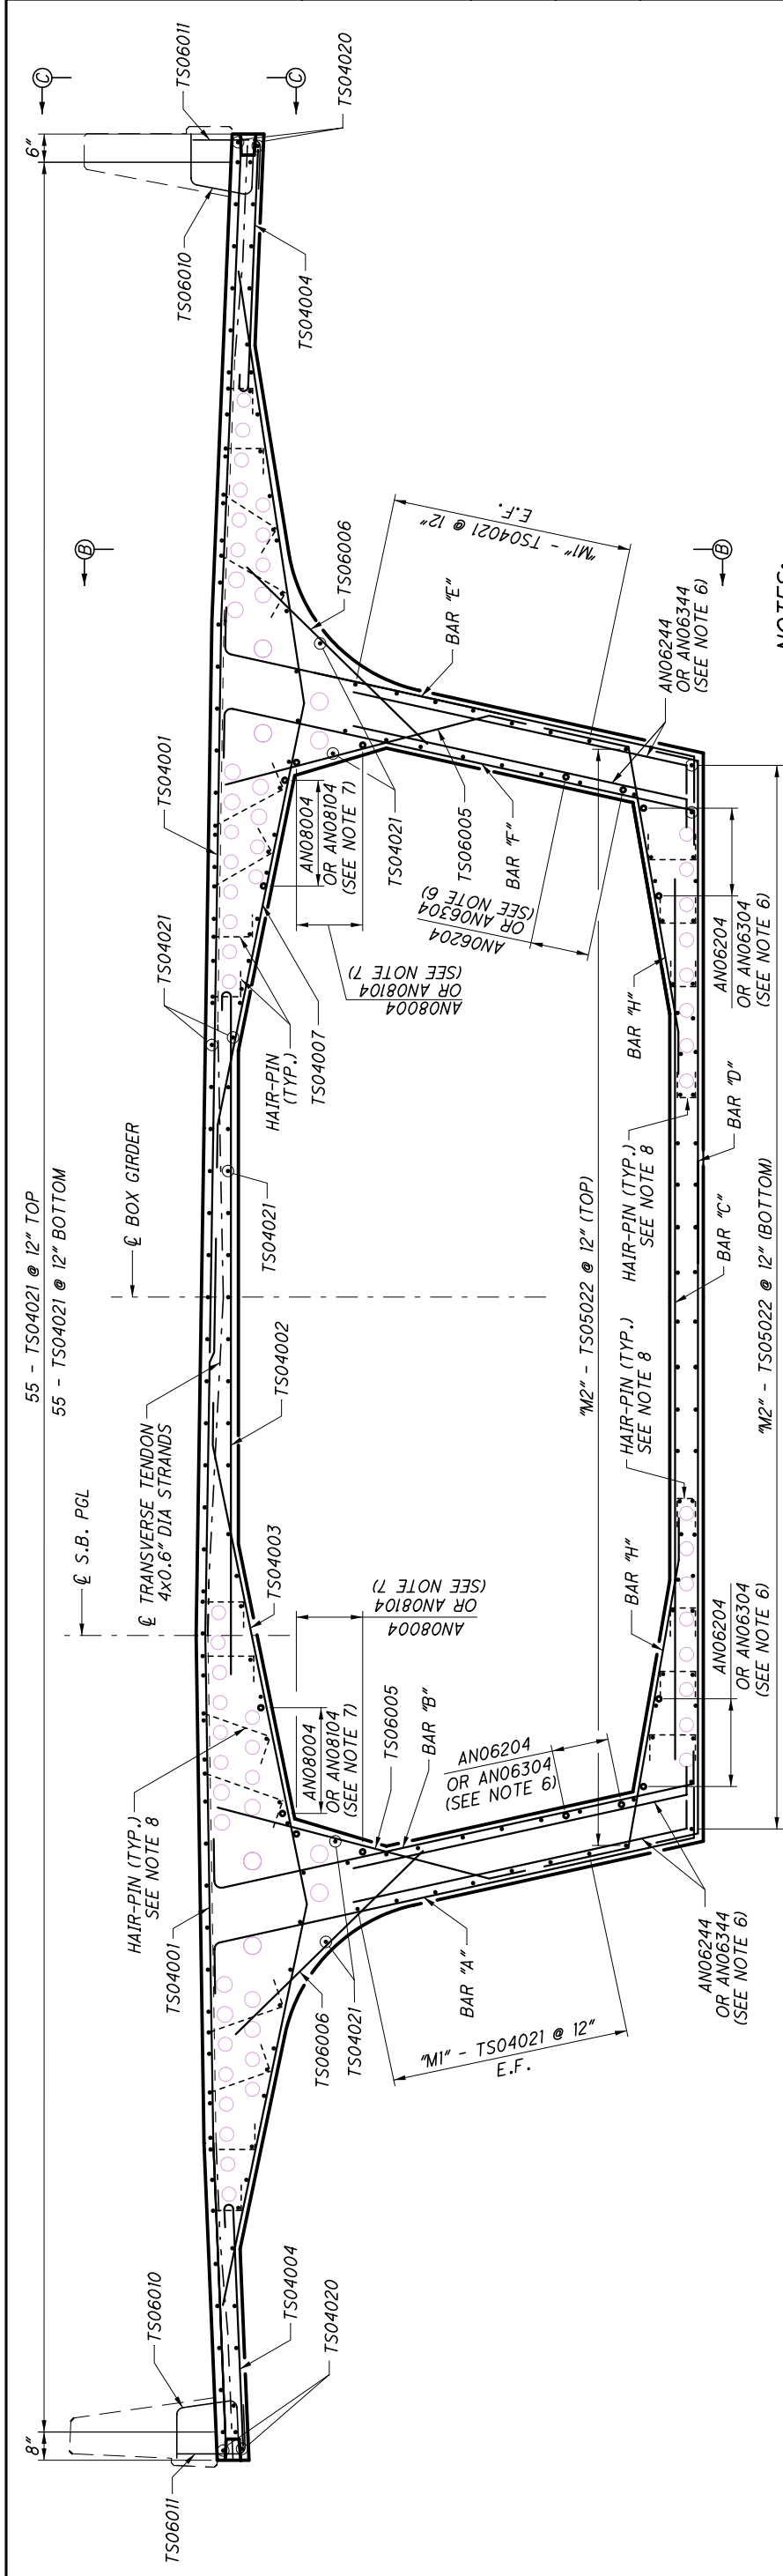 55 - TS04021 @ 12" TOP
55 - TS04021 @ 12" BOTTOM
8"
6"
C
C
B
B
TS06011
TS06010
TS04020
TS04004
TS06011
TS06010
TS04004
TS04020
℄ S.B. PGL
℄ BOX GIRDER
℄ TRANSVERSE TENDON
4x0.6" DIA STRANDS
HAIR-PIN (TYP.)
SEE NOTE 8
TS04001
TS04001
TS04021
TS04003
TS04002
TS04021
HAIR-PIN
(TYP.)
TS04007
TS06006
TS04021
TS06005
BAR "B"
BAR "A"
"M1" - TS04021 @ 12"
E.F.
AN08004
OR AN08104
(SEE NOTE 7)
AN08004
OR AN08104
(SEE NOTE 7)
AN06204
OR AN06304
(SEE NOTE 6)
AN06244
OR AN06344
(SEE NOTE 6)
AN06204
OR AN06304
(SEE NOTE 6)
AN08004
OR AN08104
(SEE NOTE 7)
AN08004
OR AN08104
(SEE NOTE 7)
TS04021
TS06005
TS06006
BAR "F"
BAR "E"
"M1" - TS04021 @ 12"
E.F.
AN06204
OR AN06304
(SEE NOTE 6)
AN06244
OR AN06344
(SEE NOTE 6)
AN06204
OR AN06304
(SEE NOTE 6)
"M2" - TS05022 @ 12" (TOP)
BAR "H"
HAIR-PIN (TYP.)
SEE NOTE 8
HAIR-PIN (TYP.)
SEE NOTE 8
BAR "H"
BAR "C"
BAR "D"
"M2" - TS05022 @ 12" (BOTTOM)
NOTES: